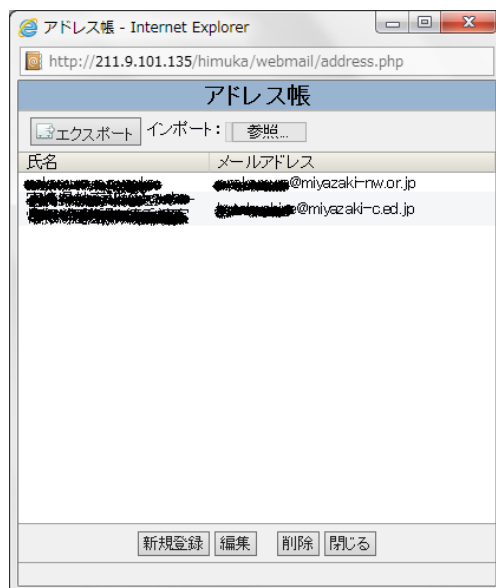 アドレス帳 - Internet Explorer
http://211.9.101.135/himuka/webmail/address.php
アドレス帳
エクスポート インポート: 参照...
氏名 メールアドレス
@miyazaki-nw.or.jp
@miyazaki-c.ed.jp
新規登録 編集 削除 閉じる